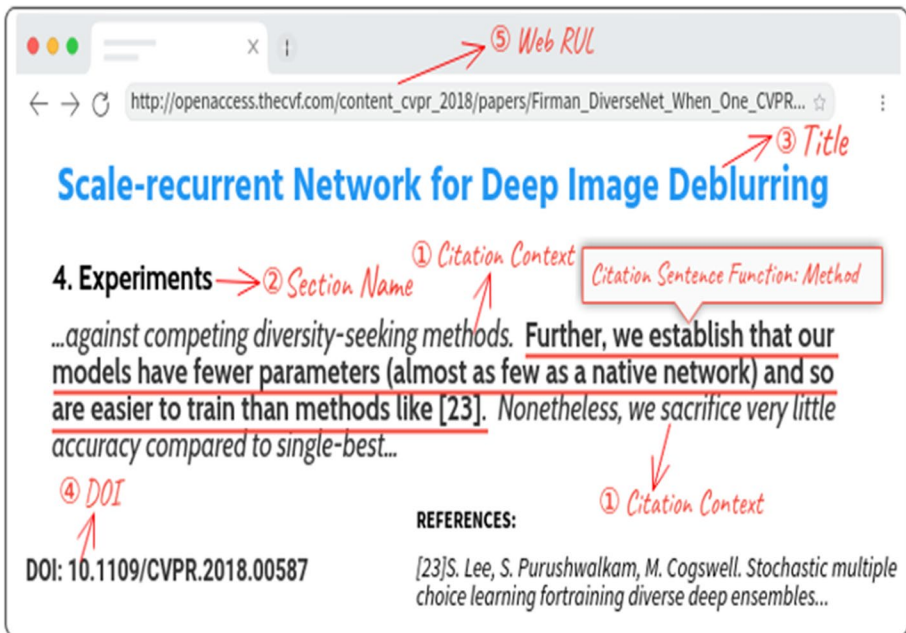 ⑤ Web RUL
http://openaccess.thecvf.com/content_cvpr_2018/papers/Firman_DiverseNet_When_One_CVPR...
③ Title
Scale-recurrent Network for Deep Image Deblurring
① Citation Context
4. Experiments
② Section Name
Citation Sentence Function: Method
...against competing diversity-seeking methods. Further, we establish that our
models have fewer parameters (almost as few as a native network) and so
are easier to train than methods like [23]. Nonetheless, we sacrifice very little
accuracy compared to single-best...
④ DOI
① Citation Context
REFERENCES:
DOI: 10.1109/CVPR.2018.00587
[23]S. Lee, S. Purushwalkam, M. Cogswell. Stochastic multiple
choice learning fortraining diverse deep ensembles...